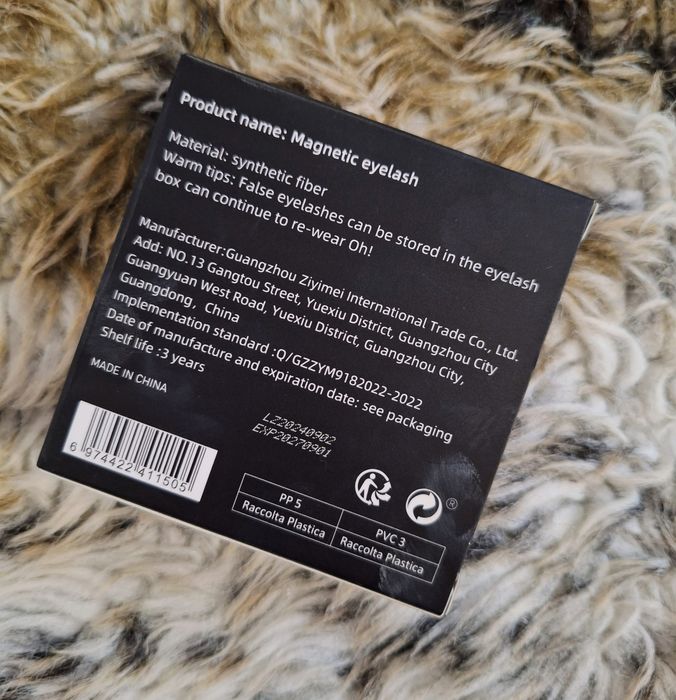 Product name: Magnetic eyelash
Material: synthetic fiber
Warm tips: False eyelashes can be stored in the eyelash
box can continue to re-wear Oh!
Manufacturer:Guangzhou Ziyimei International Trade Co., Ltd.
Add: NO.13 Gangtou Street, Yuexiu District, Guangzhou City
Guangyuan West Road, Yuexiu District, Guangzhou City,
Guangdong, China
Implementation standard :Q/GZZYM9182022-2022
Date of manufacture and expiration date: see packaging
Shelf life :3 years
MADE IN CHINA
LZ20240902
EXP20270901
6 974422 411505
®
PP 5
Raccolta Plastica
PVC 3
Raccolta Plastica